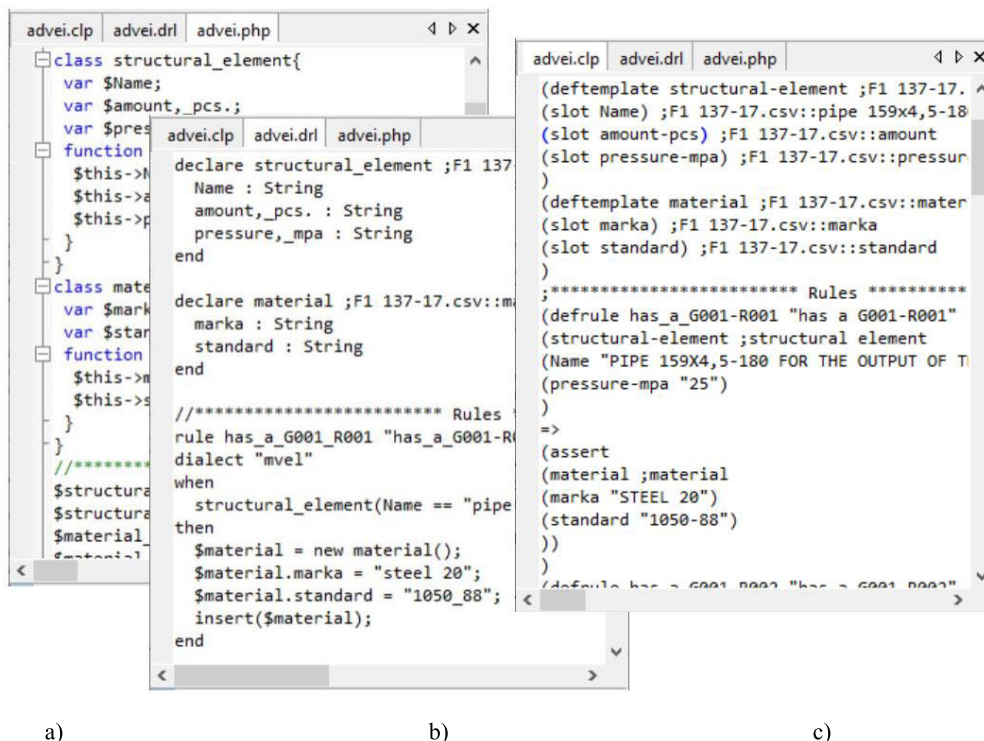 advei.clp advei.drl advei.php
class structural_element{
var $Name;
var $amount,_pcs.;
var $pres
function
$this->N
$this->a
$this->p
}
}
class mate
var $mark
var $stan
function
$this->m
$this->s
}
}
//*********
$structura
$structura
$material_
$material
advei.clp advei.drl advei.php
declare structural_element ;F1 137-
Name : String
amount,_pcs. : String
pressure,_mpa : String
end
declare material ;F1 137-17.csv::ma
marka : String
standard : String
end
//************************* Rules *
rule has_a_G001_R001 "has_a_G001-R0
dialect "mvel"
when
structural_element(Name == "pipe
then
$material = new material();
$material.marka = "steel 20";
$material.standard = "1050_88";
insert($material);
end
advei.clp advei.drl advei.php
(deftemplate structural-element ;F1 137-17.
(slot Name) ;F1 137-17.csv::pipe 159x4,5-180
(slot amount-pcs) ;F1 137-17.csv::amount
(slot pressure-mpa) ;F1 137-17.csv::pressur
)
(deftemplate material ;F1 137-17.csv::mater
(slot marka) ;F1 137-17.csv::marka
(slot standard) ;F1 137-17.csv::standard
)
;************************* Rules **********
(defrule has_a_G001-R001 "has a G001-R001"
(structural-element ;structural element
(Name "PIPE 159X4,5-180 FOR THE OUTPUT OF T
(pressure-mpa "25")
)
=>
(assert
(material ;material
(marka "STEEL 20")
(standard "1050-88")
))
)
(defrule has_a_G001-R002 "has a G001-R002"
a) b) c)